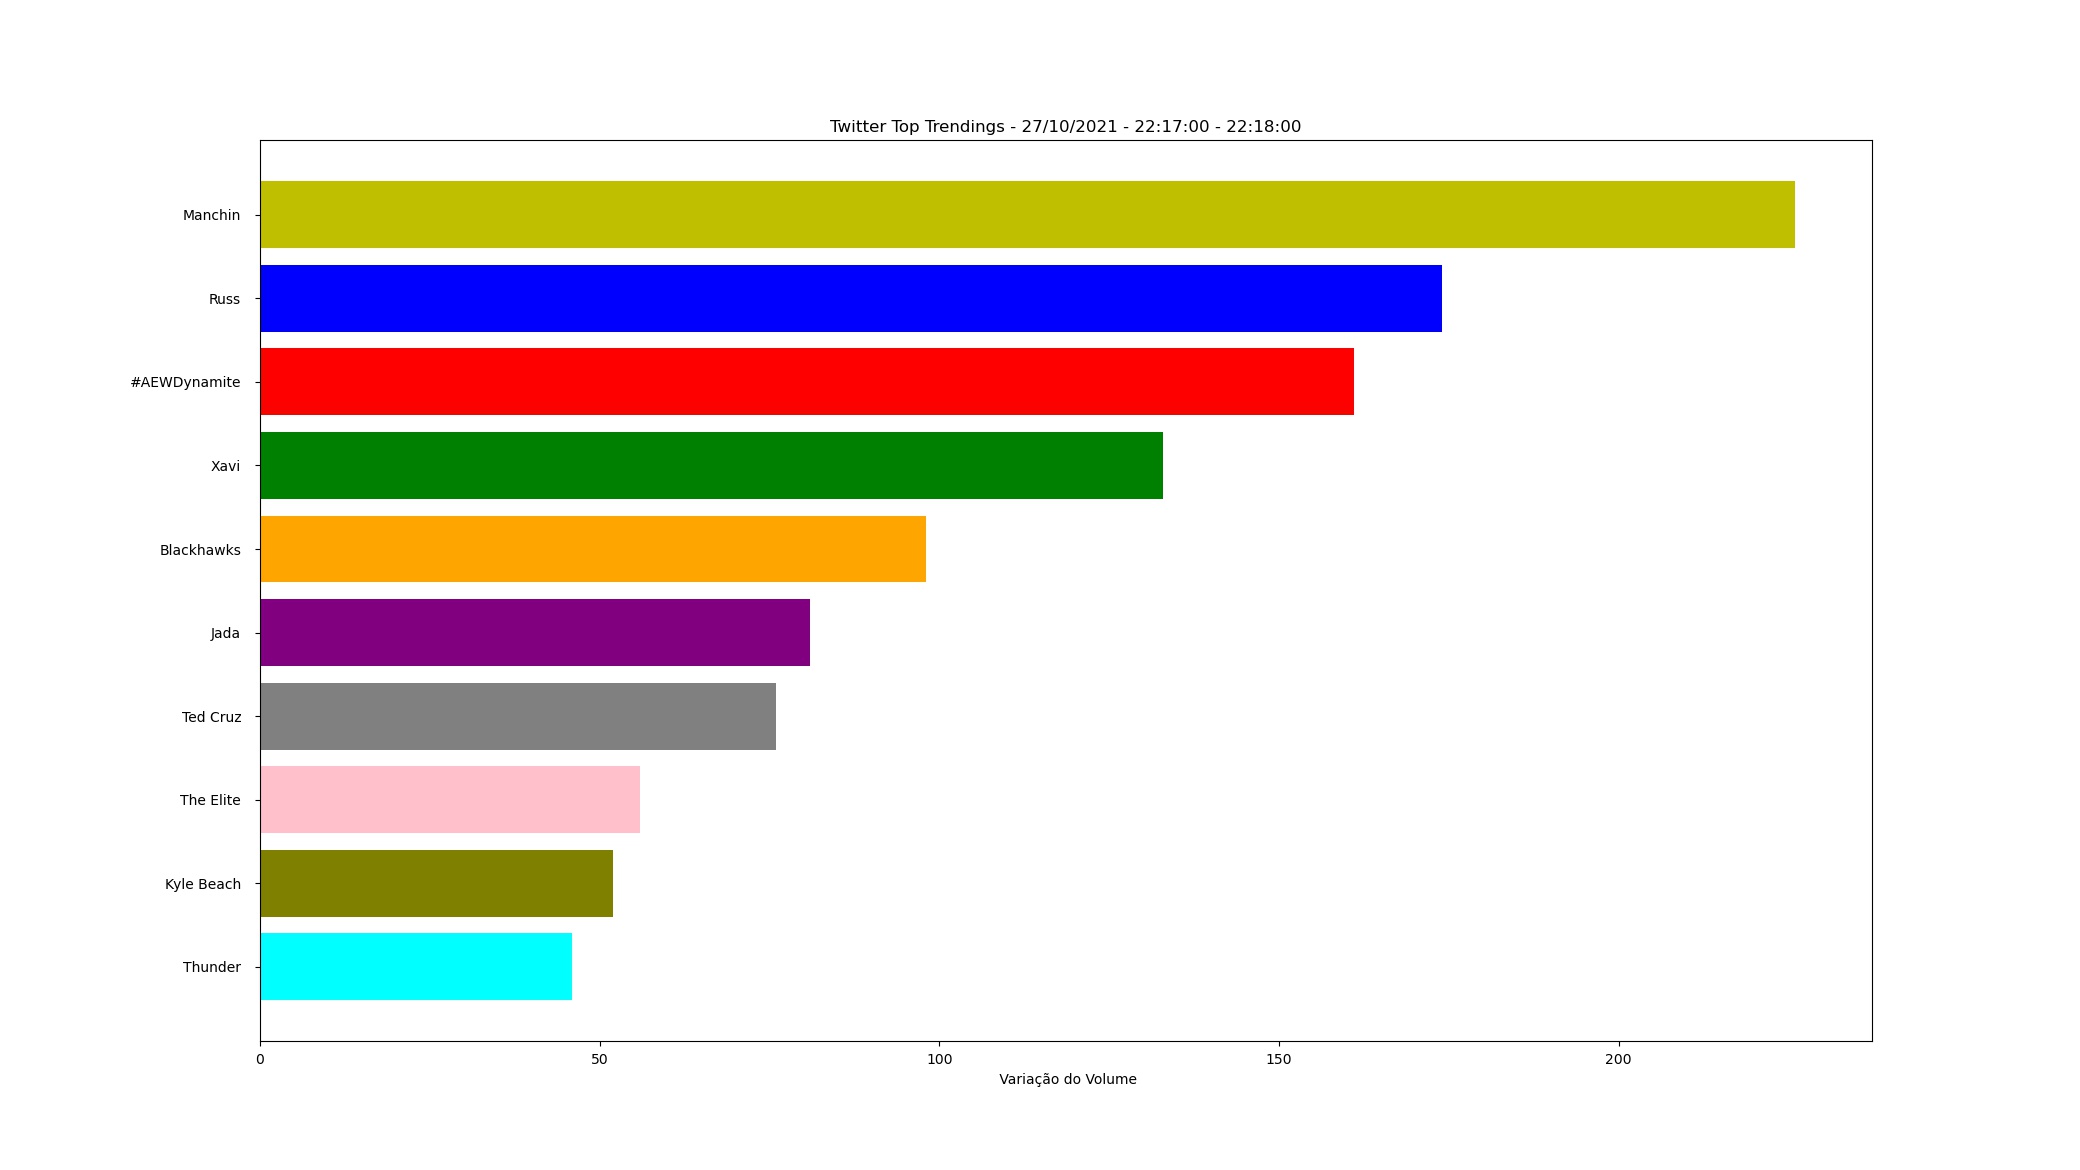 Twitter Top Trendings - 27/10/2021 - 22:17:00 - 22:18:00
Manchin
Russ
#AEWDynamite
Xavi
Blackhawks
Jada
Ted Cruz
The Elite
Kyle Beach
Thunder
0 50 100 150 200
Variação do Volume